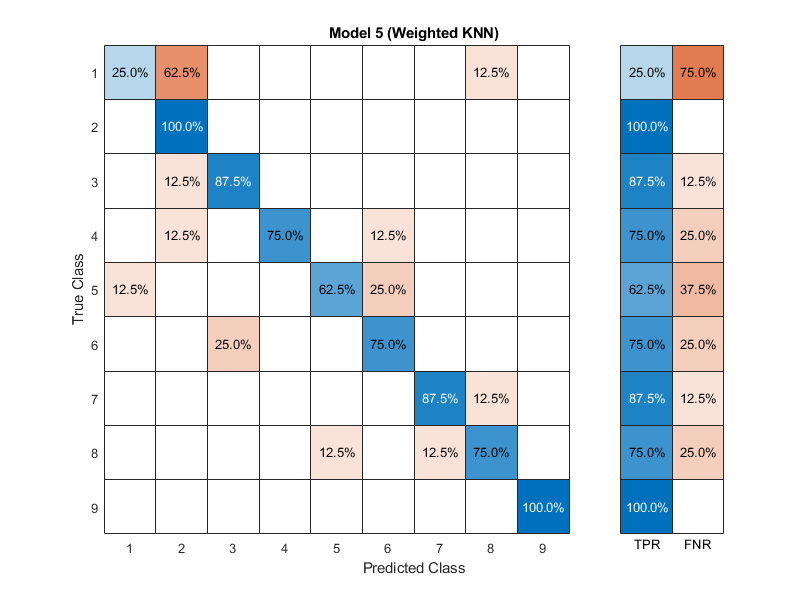 Model 5 (Weighted KNN)
1 25.0% 62.5% 12.5% 25.0% 75.0%
2 100.0% 100.0%
3 12.5% 87.5% 87.5% 12.5%
4 12.5% 75.0% 12.5% 75.0% 25.0%
5 12.5% 62.5% 25.0% 62.5% 37.5%
6 25.0% 75.0% 75.0% 25.0%
7 87.5% 12.5% 87.5% 12.5%
8 12.5% 12.5% 75.0% 75.0% 25.0%
9 100.0% 100.0%
True Class
1 2 3 4 5 6 7 8 9
TPR FNR
Predicted Class